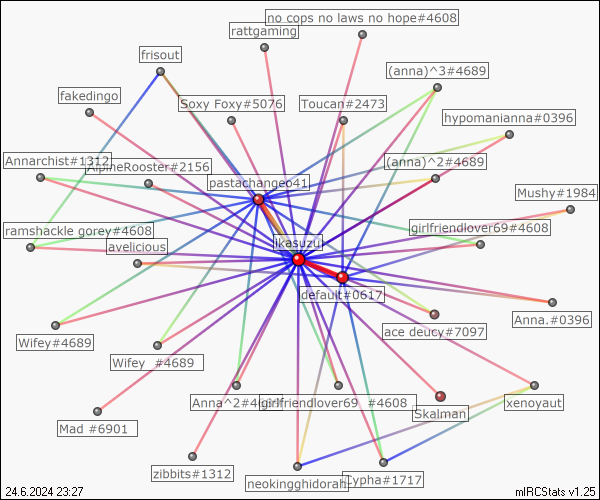 no cops no laws no hope#4608
rattgaming
frisout
(anna)^3#4689
fakedingo
Soxy Foxy#5076
Toucan#2473
hypomanianna#0396
Annarchist#1312
AlpineRooster#2156
(anna)^2#4689
pastachangeo41
Mushy#1984
ramshackle gorey#4608
girlfriendlover69#4608
avelicious
ikasuzu
default#0617
Anna.#0396
Wifey#4689
ace deucy#7097
Wifey_#4689
Anna^2#4
girlfriendlover69_#4608
Skalman
xenoyaut
Mad #6901
zibbits#1312
neokingghidorah
Cypha#1717
24.6.2024 23:27
mIRCStats v1.25